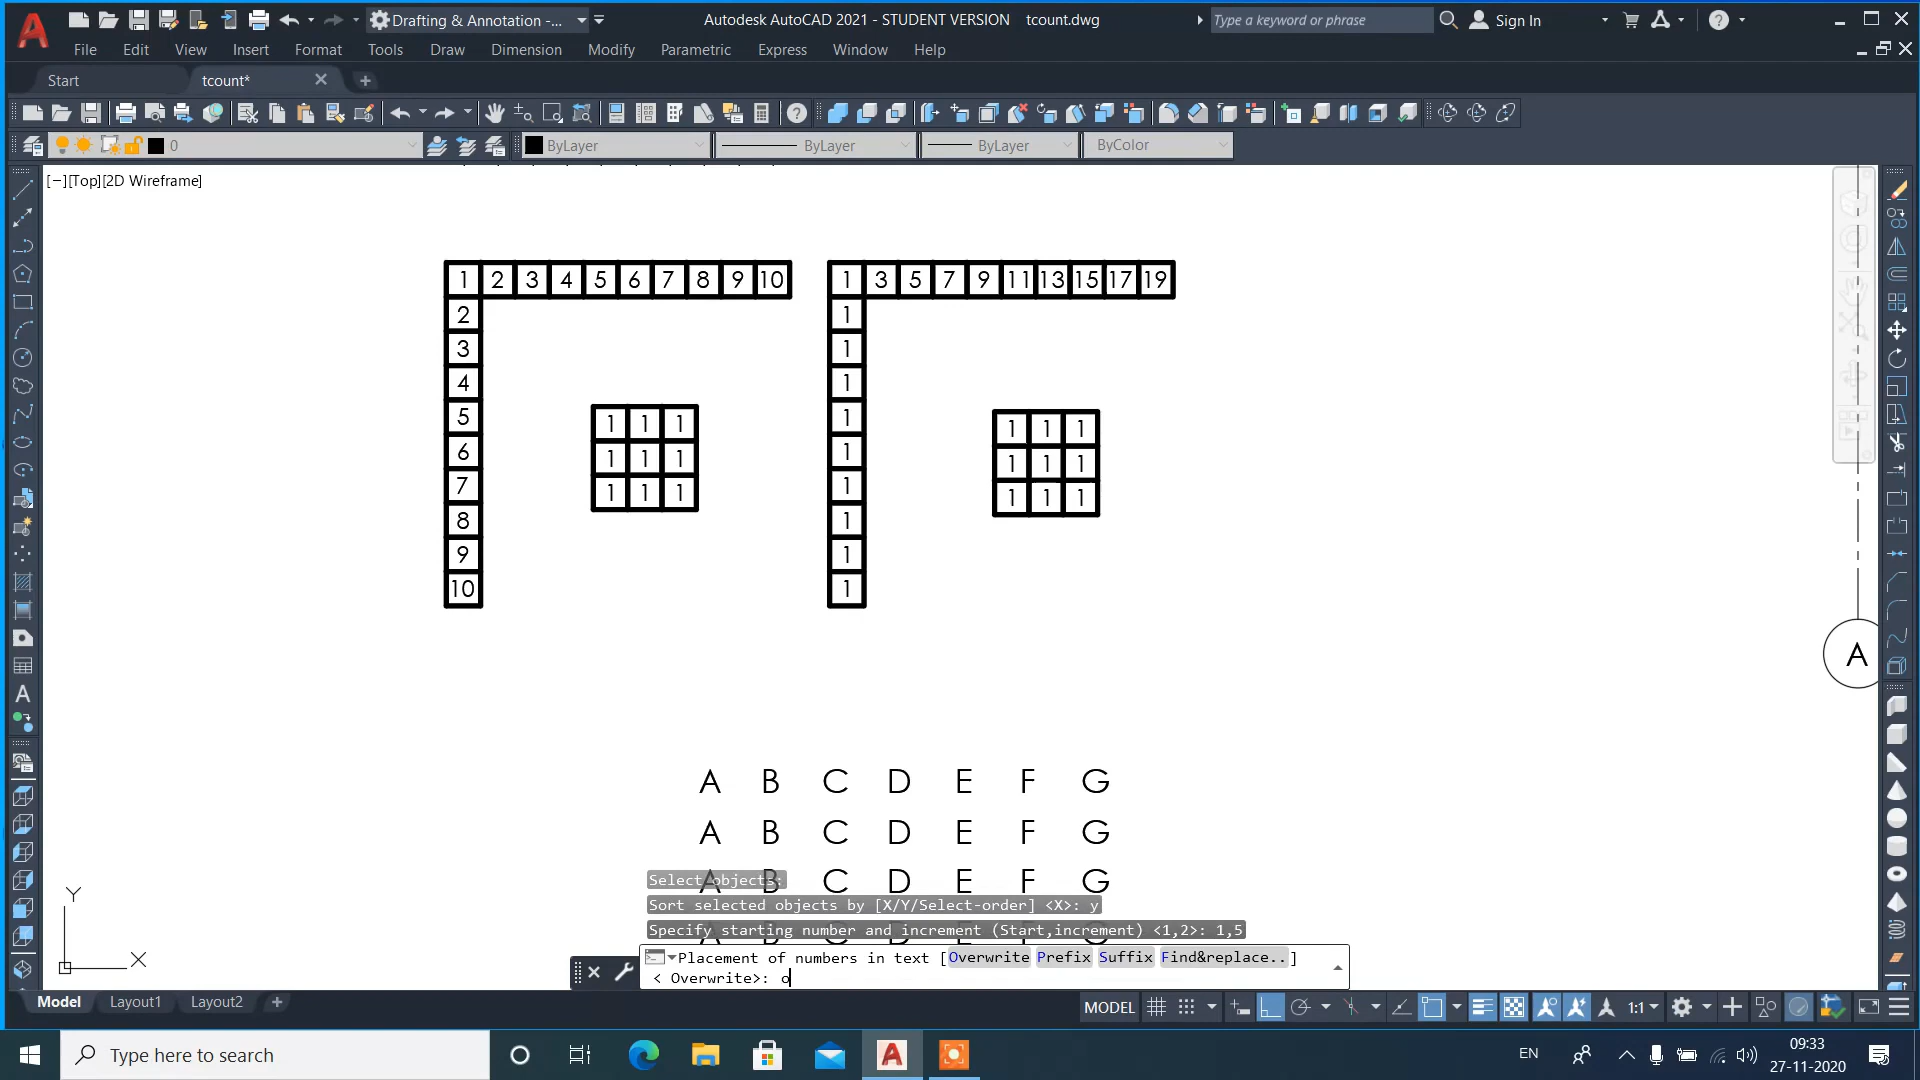 Drafting & Annotation -...
Autodesk AutoCAD 2021 - STUDENT VERSION tcount.dwg
Type a keyword or phrase
Sign In
File Edit View Insert Format Tools Draw Dimension Modify Parametric Express Window Help
Start
tcount*
0
ByLayer
ByLayer
ByLayer
ByColor
[−][Top][2D Wireframe]
1 2 3 4 5 6 7 8 9 10
1 3 5 7 9 11 13 15 17 19
2
3
4
5
6
7
8
9
10
1 1 1
1 1 1
1 1 1
1
1
1
1
1
1
1
1
1
1 1 1
1 1 1
1 1 1
A
A B C D E F G
A B C D E F G
A B C D E F G
Select objects:
Sort selected objects by [X/Y/Select-order] <X>: y
Specify starting number and increment (Start,increment) <1,2>: 1,5
Placement of numbers in text [Overwrite Prefix Suffix Find&replace..]
< Overwrite>: o
Y
X
Model Layout1 Layout2
MODEL
1:1
Type here to search
EN
09:33
27-11-2020